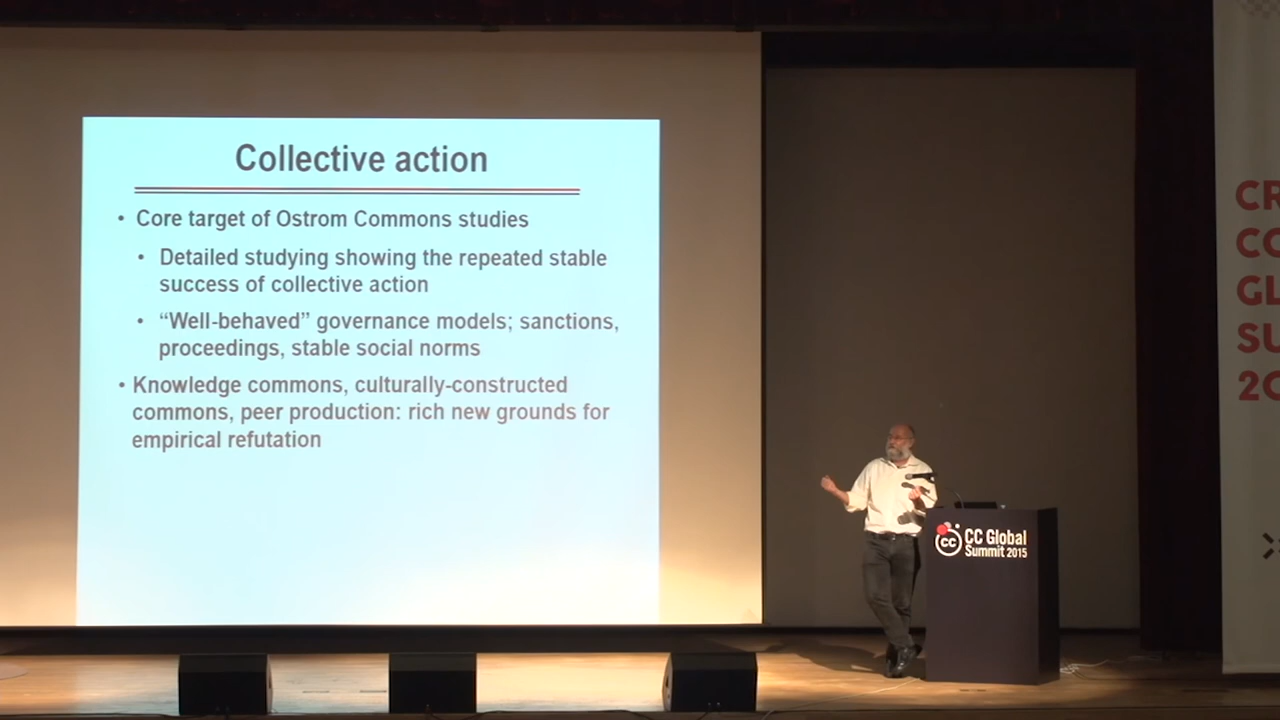 Collective action
• Core target of Ostrom Commons studies
• Detailed studying showing the repeated stable
success of collective action
• “Well-behaved” governance models; sanctions,
proceedings, stable social norms
• Knowledge commons, culturally-constructed
commons, peer production: rich new grounds for
empirical refutation
cc
CC Global
Summit 2015
CR
CO
GL
SU
20